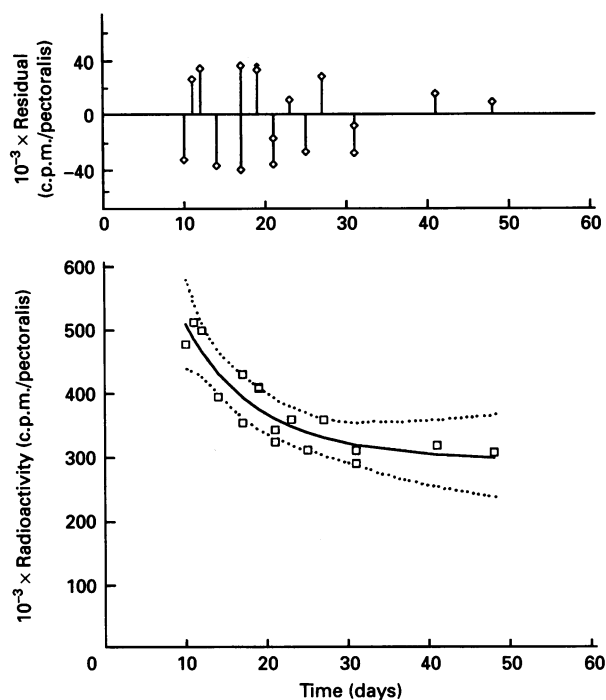 10⁻³ × Residual
(c.p.m./pectoralis)
40
0
−40
0 10 20 30 40 50 60
10⁻³ × Radioactivity (c.p.m./pectoralis)
600
500
400
300
200
100
0 10 20 30 40 50 60
Time (days)